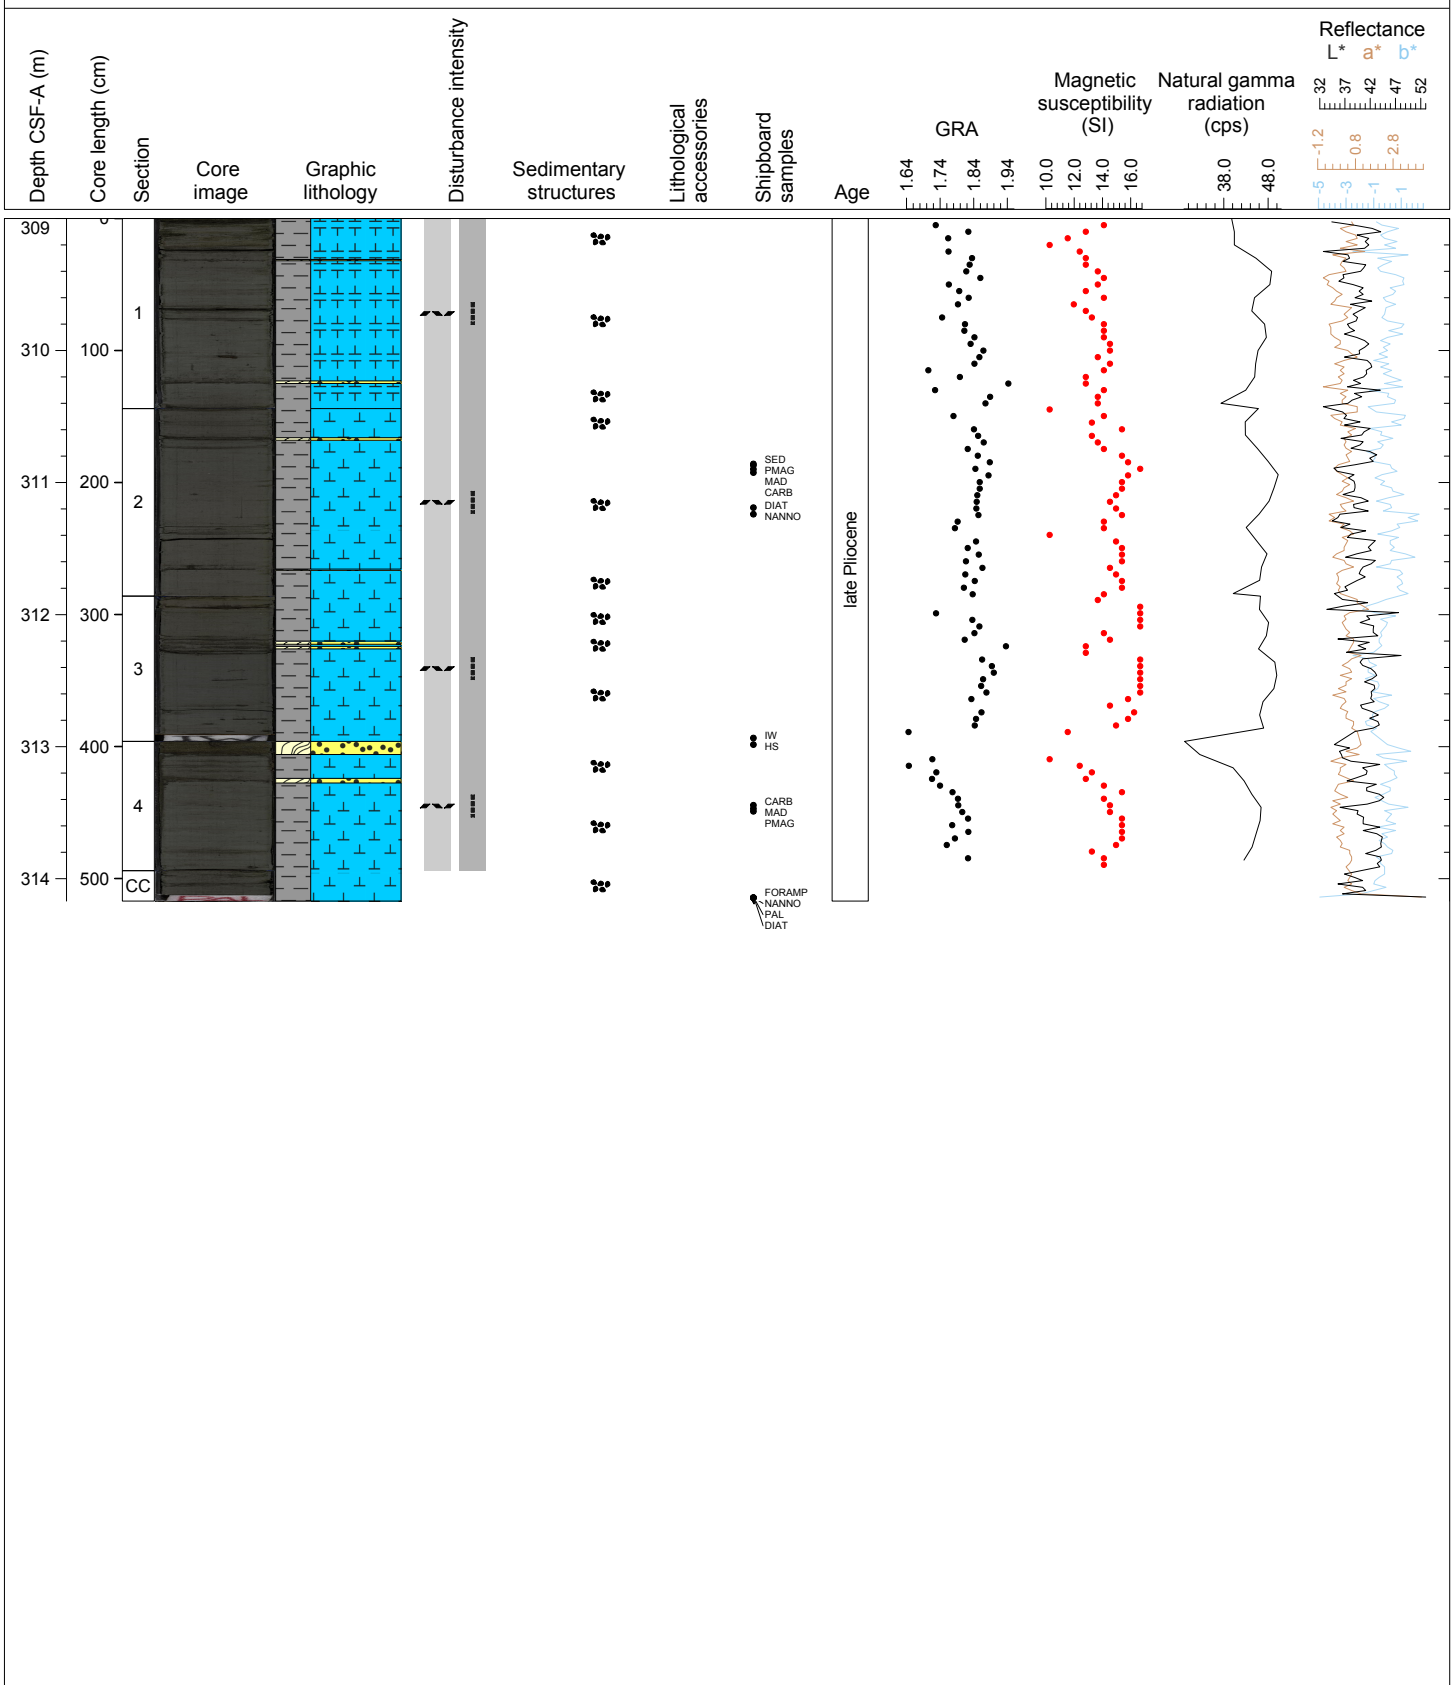 Depth CSF-A (m)
Core length (cm)
Section
Core
image
Graphic
lithology
Disturbance intensity
Sedimentary
structures
Lithological
accessories
Shipboard
samples
Age
GRA
1.64
1.74
1.84
1.94
Magnetic
susceptibility
(SI)
10.0
12.0
14.0
16.0
Natural gamma
radiation
(cps)
38.0
48.0
Reflectance
L* a* b*
32
37
42
47
52
-1.2
0.8
2.8
-5
-3
-1
1
309
310
311
312
313
314
0
100
200
300
400
500
1
2
3
4
CC
SED
PMAG
MAD
CARB
DIAT
NANNO
IW
HS
CARB
MAD
PMAG
FORAMP
NANNO
PAL
DIAT
late Pliocene